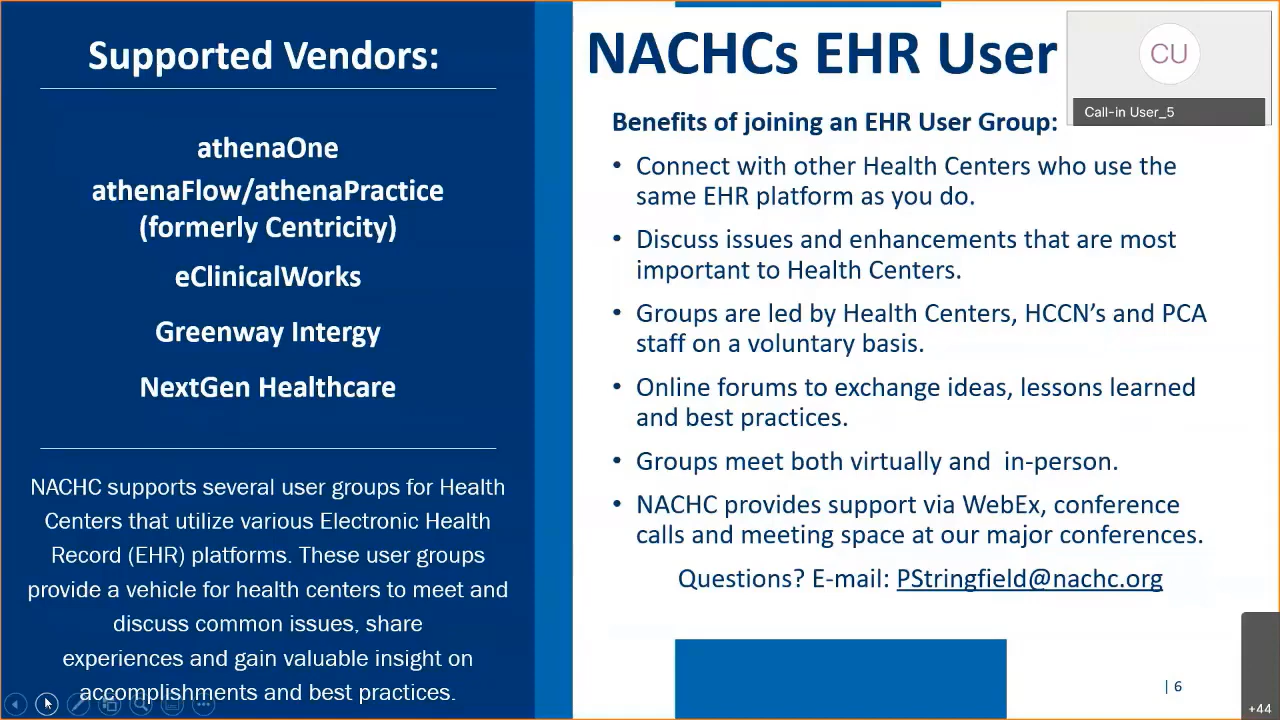 Supported Vendors:
athenaOne
athenaFlow/athenaPractice
(formerly Centricity)
eClinicalWorks
Greenway Intergy
NextGen Healthcare
NACHC supports several user groups for Health
Centers that utilize various Electronic Health
Record (EHR) platforms. These user groups
provide a vehicle for health centers to meet and
discuss common issues, share
experiences and gain valuable insight on
accomplishments and best practices.
NACHCs EHR User
CU
Call-in User_5
Benefits of joining an EHR User Group:
• Connect with other Health Centers who use the
same EHR platform as you do.
• Discuss issues and enhancements that are most
important to Health Centers.
• Groups are led by Health Centers, HCCN's and PCA
staff on a voluntary basis.
• Online forums to exchange ideas, lessons learned
and best practices.
• Groups meet both virtually and  in-person.
• NACHC provides support via WebEx, conference
calls and meeting space at our major conferences.
Questions? E-mail: PStringfield@nachc.org
| 6
+44